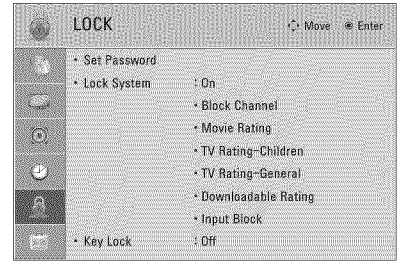 LOCK Move Enter
• Set Password
• Lock System : On
• Block Channel
• Movie Rating
• TV Rating-Children
• TV Rating-General
• Downloadable Rating
• Input Block
• Key Lock : Off